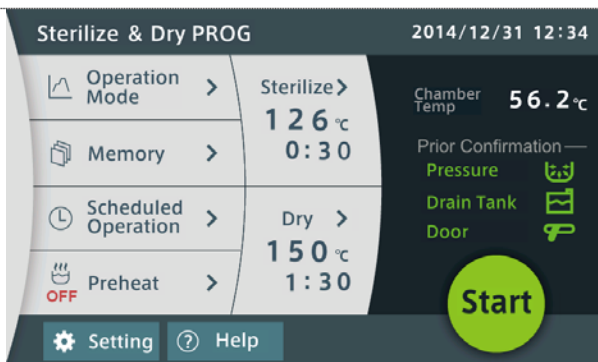 Sterilize & Dry PROG
2014/12/31 12:34
Operation
Mode
Memory
Scheduled
Operation
OFF
Preheat
Sterilize
126℃
0:30
Dry
150℃
1:30
Chamber
Temp
56.2℃
Prior Confirmation
Pressure
Drain Tank
Door
Start
Setting
? Help